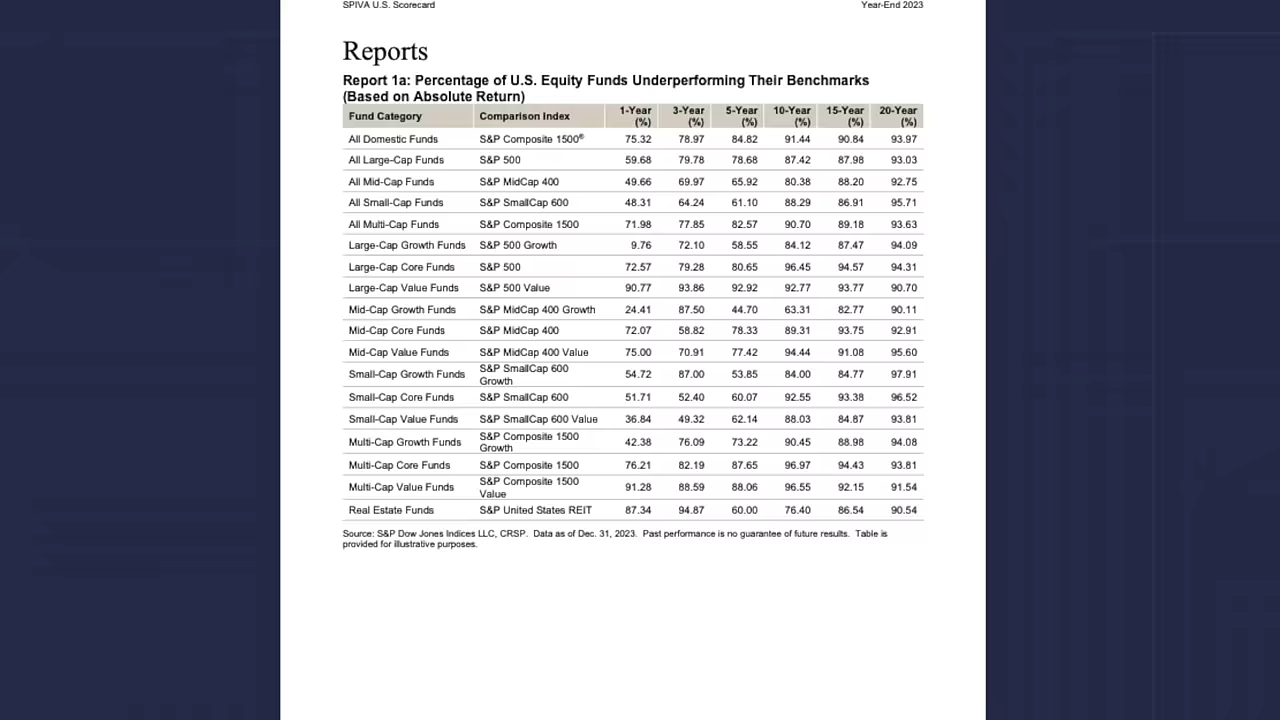 SPIVA U.S. Scorecard Year-End 2023
Reports
Report 1a: Percentage of U.S. Equity Funds Underperforming Their Benchmarks
(Based on Absolute Return)
Fund Category Comparison Index 1-Year (%) 3-Year (%) 5-Year (%) 10-Year (%) 15-Year (%) 20-Year (%)
All Domestic Funds S&P Composite 1500® 75.32 78.97 84.82 91.44 90.84 93.97
All Large-Cap Funds S&P 500 59.68 79.78 78.68 87.42 87.98 93.03
All Mid-Cap Funds S&P MidCap 400 49.66 69.97 65.92 80.38 88.20 92.75
All Small-Cap Funds S&P SmallCap 600 48.31 64.24 61.10 88.29 86.91 95.71
All Multi-Cap Funds S&P Composite 1500 71.98 77.85 82.57 90.70 89.18 93.63
Large-Cap Growth Funds S&P 500 Growth 9.76 72.10 58.55 84.12 87.47 94.09
Large-Cap Core Funds S&P 500 72.57 79.28 80.65 96.45 94.57 94.31
Large-Cap Value Funds S&P 500 Value 90.77 93.86 92.92 92.77 93.77 90.70
Mid-Cap Growth Funds S&P MidCap 400 Growth 24.41 87.50 44.70 63.31 82.77 90.11
Mid-Cap Core Funds S&P MidCap 400 72.07 58.82 78.33 89.31 93.75 92.91
Mid-Cap Value Funds S&P MidCap 400 Value 75.00 70.91 77.42 94.44 91.08 95.60
Small-Cap Growth Funds S&P SmallCap 600 Growth 54.72 87.00 53.85 84.00 84.77 97.91
Small-Cap Core Funds S&P SmallCap 600 51.71 52.40 60.07 92.55 93.38 96.52
Small-Cap Value Funds S&P SmallCap 600 Value 36.84 49.32 62.14 88.03 84.87 93.81
Multi-Cap Growth Funds S&P Composite 1500 Growth 42.38 76.09 73.22 90.45 88.98 94.08
Multi-Cap Core Funds S&P Composite 1500 76.21 82.19 87.65 96.97 94.43 93.81
Multi-Cap Value Funds S&P Composite 1500 Value 91.28 88.59 88.06 96.55 92.15 91.54
Real Estate Funds S&P United States REIT 87.34 94.87 60.00 76.40 86.54 90.54
Source: S&P Dow Jones Indices LLC, CRSP. Data as of Dec. 31, 2023. Past performance is no guarantee of future results. Table is
provided for illustrative purposes.